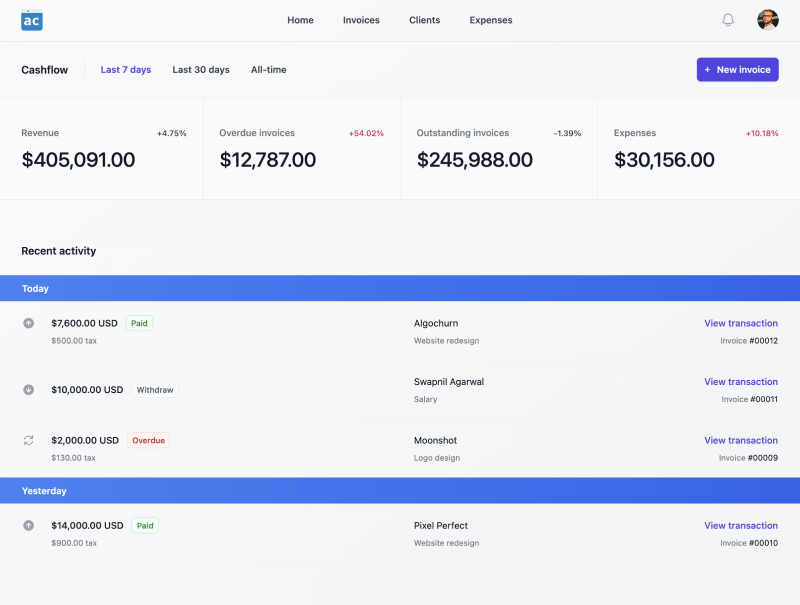 ac
Home Invoices Clients Expenses
Cashflow Last 7 days Last 30 days All-time + New invoice
Revenue +4.75% Overdue invoices +54.02% Outstanding invoices -1.39% Expenses +10.18%
$405,091.00 $12,787.00 $245,988.00 $30,156.00
Recent activity
Today
$7,600.00 USD Paid Algochurn View transaction
$500.00 tax Website redesign Invoice #00012
$10,000.00 USD Withdraw Swapnil Agarwal View transaction
Salary Invoice #00011
$2,000.00 USD Overdue Moonshot View transaction
$130.00 tax Logo design Invoice #00009
Yesterday
$14,000.00 USD Paid Pixel Perfect View transaction
$900.00 tax Website redesign Invoice #00010